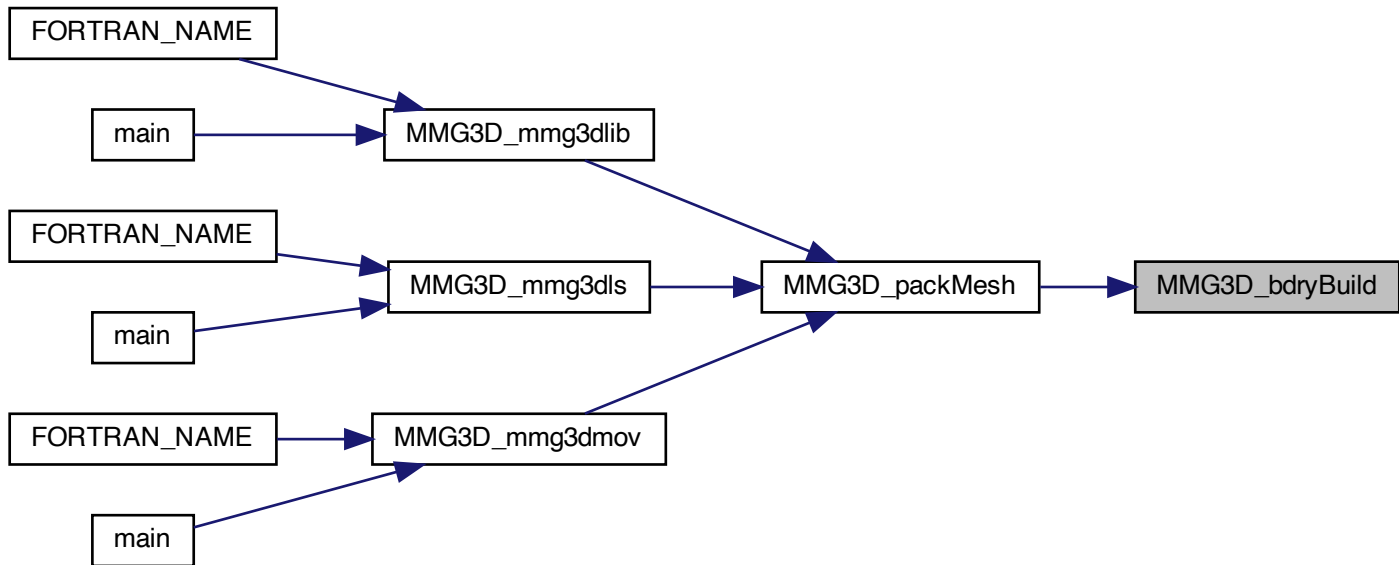 FORTRAN_NAME
main
MMG3D_mmg3dlib
FORTRAN_NAME
MMG3D_mmg3dls
MMG3D_packMesh
MMG3D_bdryBuild
main
FORTRAN_NAME
MMG3D_mmg3dmov
main